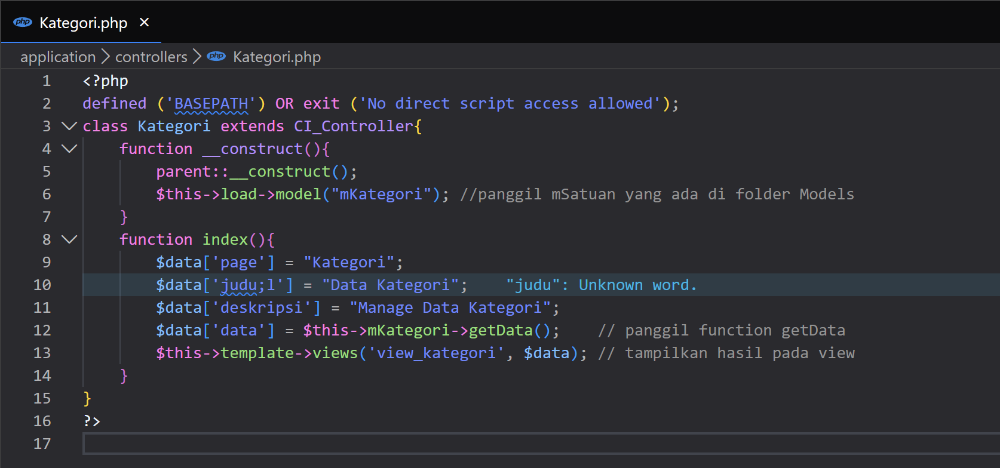 php Kategori.php ×
application > controllers > php Kategori.php
1 <?php
2 defined ('BASEPATH') OR exit ('No direct script access allowed');
3 class Kategori extends CI_Controller{
4     function __construct(){
5         parent::__construct();
6         $this->load->model("mKategori"); //panggil mSatuan yang ada di folder Models
7     }
8     function index(){
9         $data['page'] = "Kategori";
10         $data['judu;l'] = "Data Kategori";    "judu": Unknown word.
11         $data['deskripsi'] = "Manage Data Kategori";
12         $data['data'] = $this->mKategori->getData();    // panggil function getData
13         $this->template->views('view_kategori', $data); // tampilkan hasil pada view
14     }
15 }
16 ?>
17